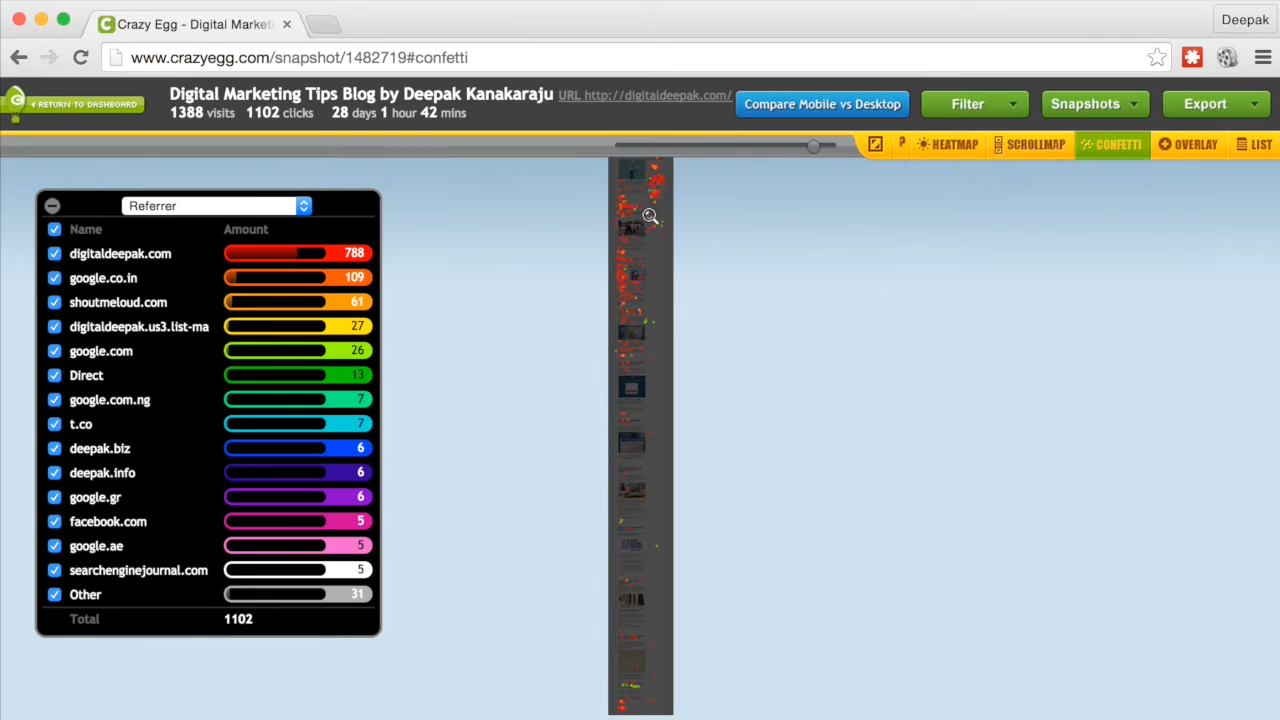 Crazy Egg - Digital Market
Deepak
www.crazyegg.com/snapshot/1482719#confetti
RETURN TO DASHBOARD
Digital Marketing Tips Blog by Deepak Kanakaraju URL http://digitaldeepak.com/
1388 visits 1102 clicks 28 days 1 hour 42 mins
Compare Mobile vs Desktop
Filter
Snapshots
Export
? HEATMAP SCROLLMAP CONFETTI OVERLAY LIST
Referrer
Name Amount
digitaldeepak.com 788
google.co.in 109
shoutmeloud.com 61
digitaldeepak.us3.list-ma 27
google.com 26
Direct 13
google.com.ng 7
t.co 7
deepak.biz 6
deepak.info 6
google.gr 6
facebook.com 5
google.ae 5
searchenginejournal.com 5
Other 31
Total 1102